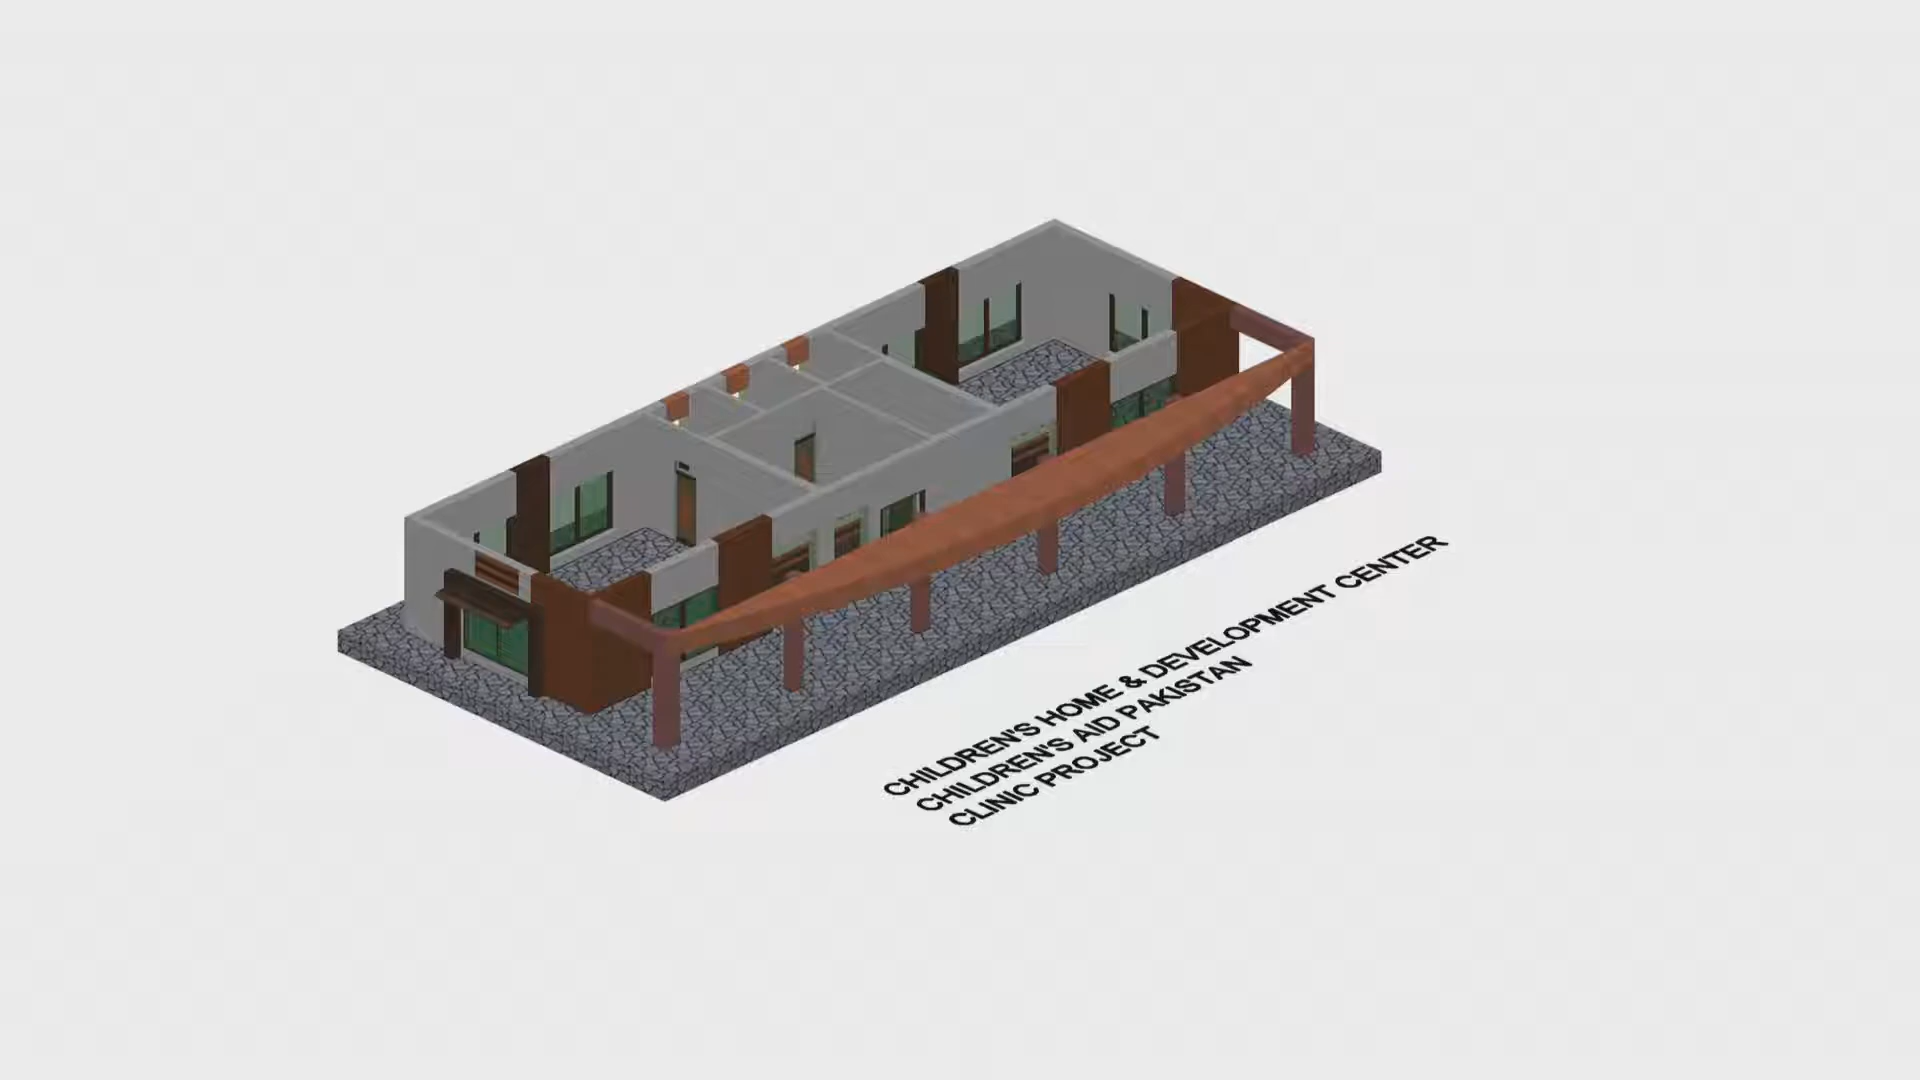 CHILDREN'S HOME & DEVELOPMENT CENTER
CHILDREN'S AID PAKISTAN
CLINIC PROJECT